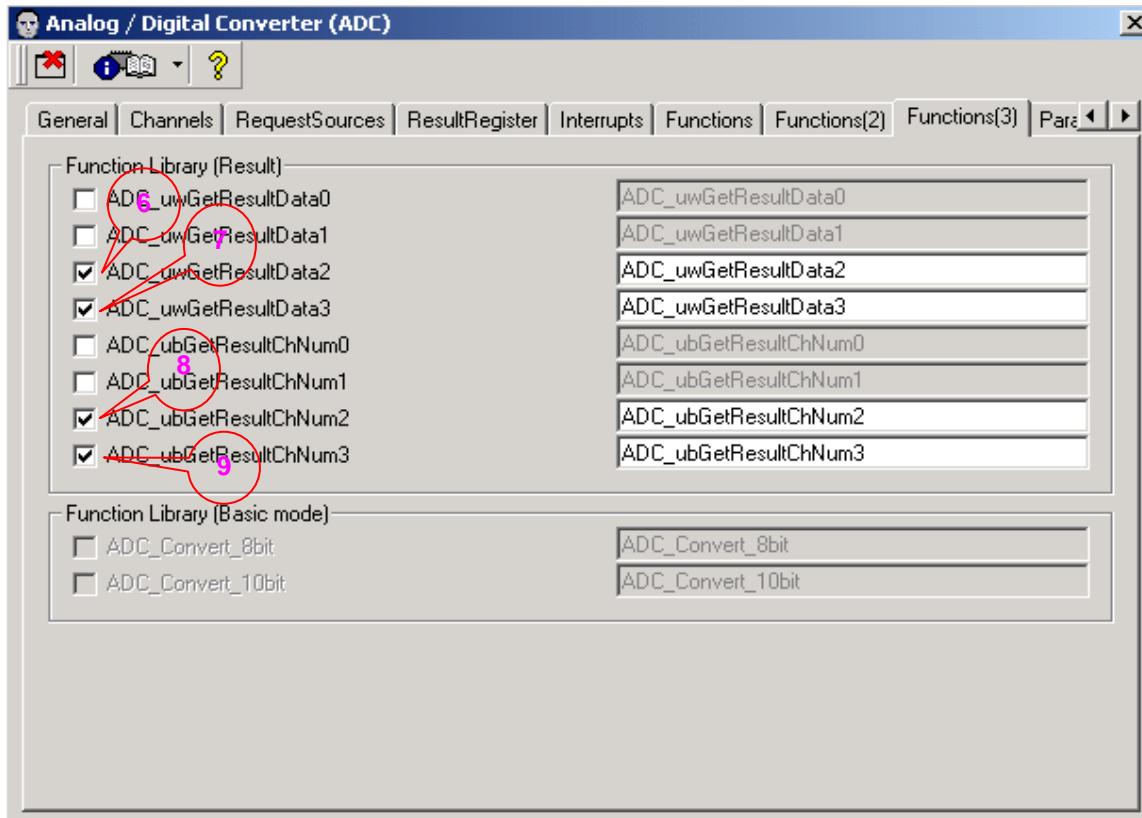 Analog / Digital Converter (ADC)
General Channels RequestSources ResultRegister Interrupts Functions Functions(2) Functions(3) Para
Function Library (Result)
ADC_uwGetResultData0 ADC_uwGetResultData0
6
ADC_uwGetResultData1 ADC_uwGetResultData1
7
ADC_uwGetResultData2 ADC_uwGetResultData2
ADC_uwGetResultData3 ADC_uwGetResultData3
ADC_ubGetResultChNum0 ADC_ubGetResultChNum0
8
ADC_ubGetResultChNum1 ADC_ubGetResultChNum1
ADC_ubGetResultChNum2 ADC_ubGetResultChNum2
ADC_ubGetResultChNum3 ADC_ubGetResultChNum3
9
Function Library (Basic mode)
ADC_Convert_8bit ADC_Convert_8bit
ADC_Convert_10bit ADC_Convert_10bit